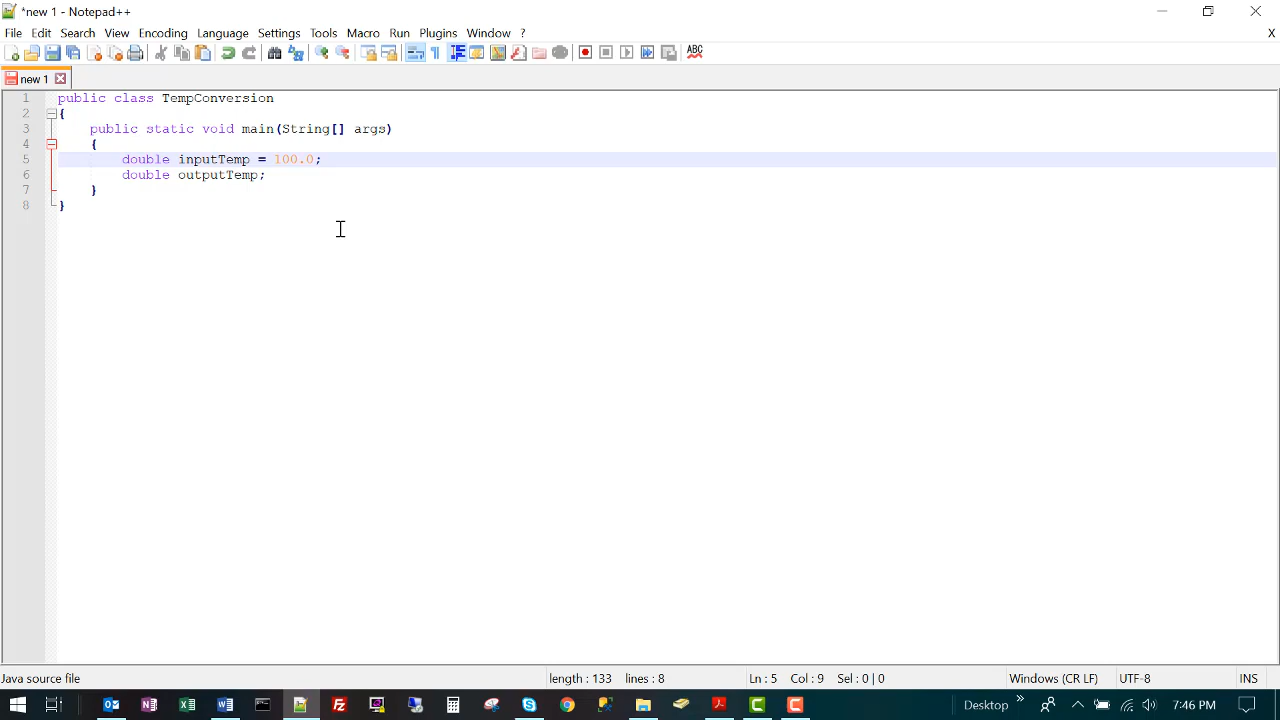 *new 1 - Notepad++
File Edit Search View Encoding Language Settings Tools Macro Run Plugins Window ? X
ABC
new 1
1 public class TempConversion
2 {
3 public static void main(String[] args)
4 {
5 double inputTemp = 100.0;
6 double outputTemp;
7 }
8 }
Java source file length : 133 lines : 8 Ln : 5 Col : 9 Sel : 0 | 0 Windows (CR LF) UTF-8 INS
Desktop 7:46 PM